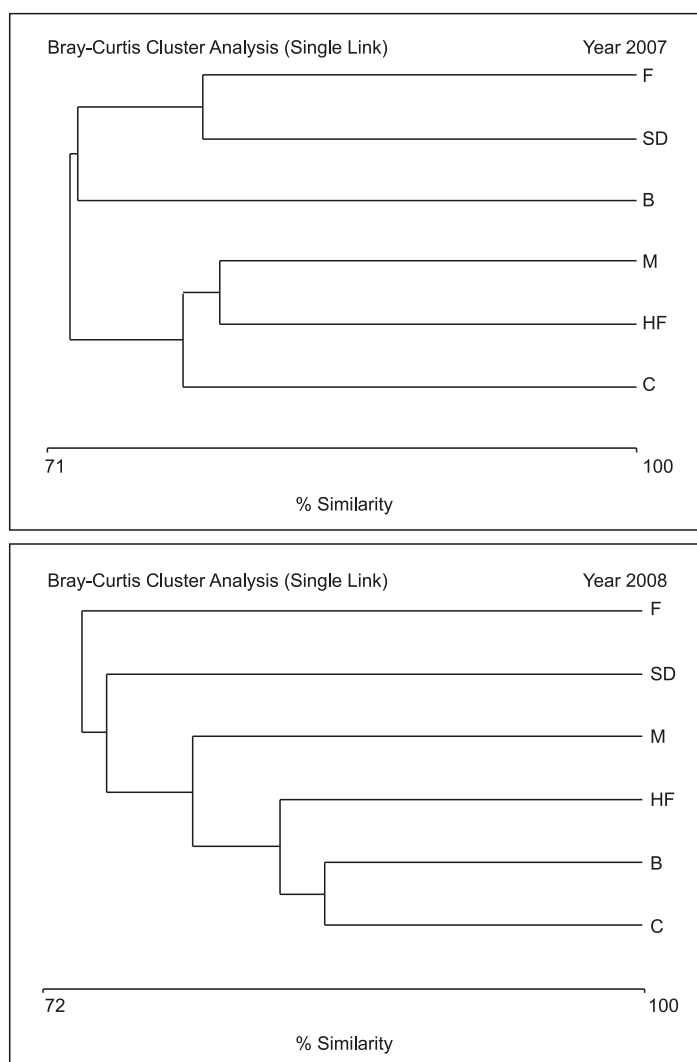 Bray-Curtis Cluster Analysis (Single Link) Year 2007
F
SD
B
M
HF
C
71 100
% Similarity
Bray-Curtis Cluster Analysis (Single Link) Year 2008
F
SD
M
HF
B
C
72 100
% Similarity